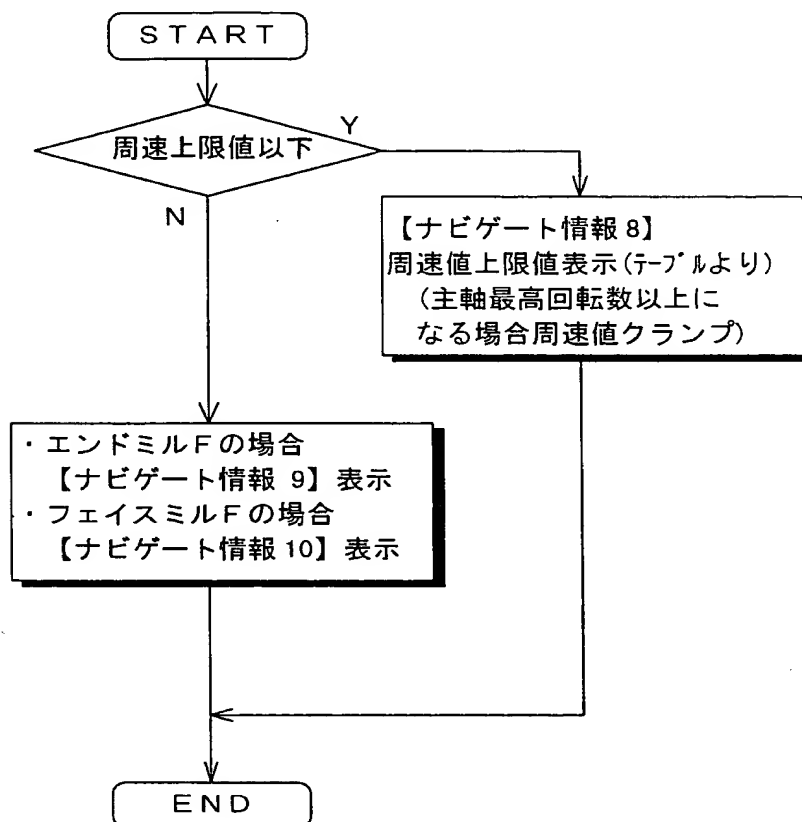 START
周速上限値以下
Y
N
【ナビゲート情報8】
周速値上限値表示(テーブルより)
(主軸最高回転数以上に
なる場合周速値クランプ)
・エンドミルFの場合
【ナビゲート情報 9】表示
・フェイスミルFの場合
【ナビゲート情報10】表示
END